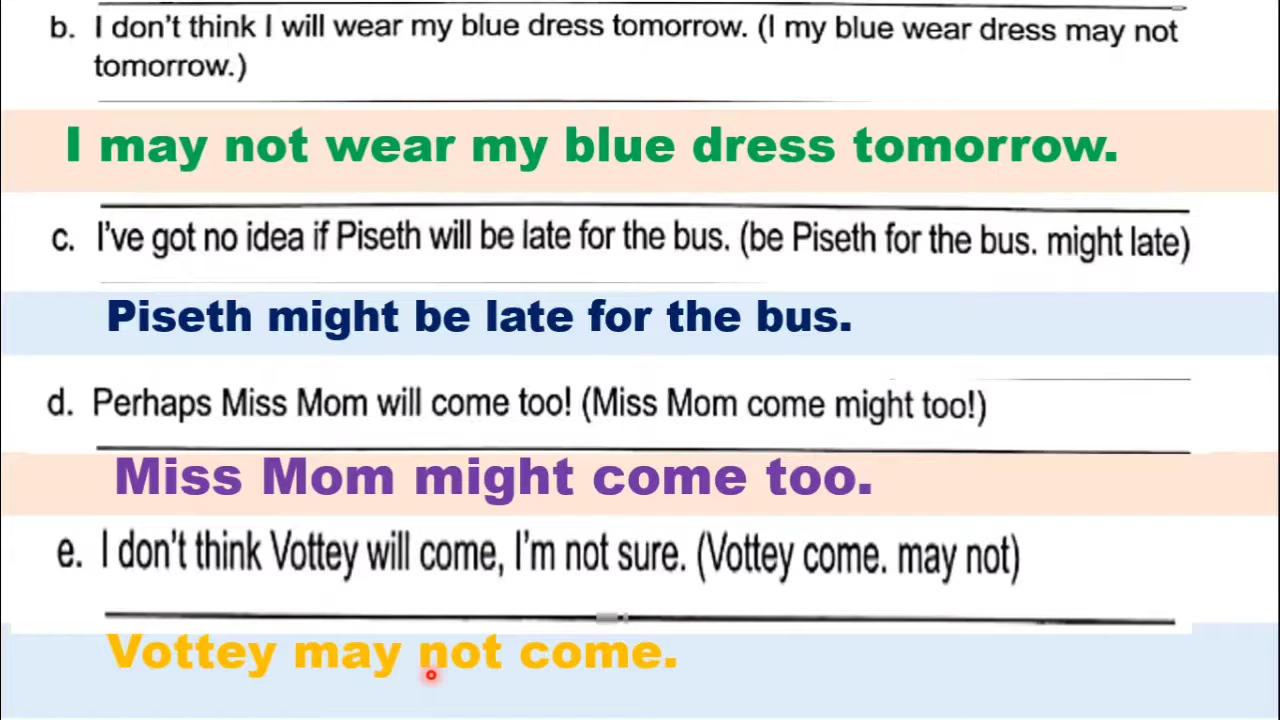 b. I don't think I will wear my blue dress tomorrow. (I my blue wear dress may not
tomorrow.)
I may not wear my blue dress tomorrow.
c. I've got no idea if Piseth will be late for the bus. (be Piseth for the bus. might late)
Piseth might be late for the bus.
d. Perhaps Miss Mom will come too! (Miss Mom come might too!)
Miss Mom might come too.
e. I don't think Vottey will come, I'm not sure. (Vottey come. may not)
Vottey may not come.